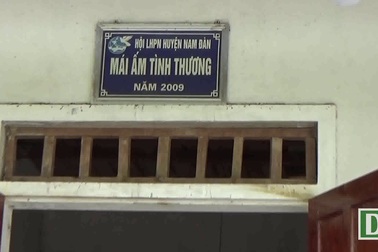 HỘI LHPN HUYỆN NAM ĐÀN
MÁI ẤM TÌNH THƯƠNG
NĂM 2009
D